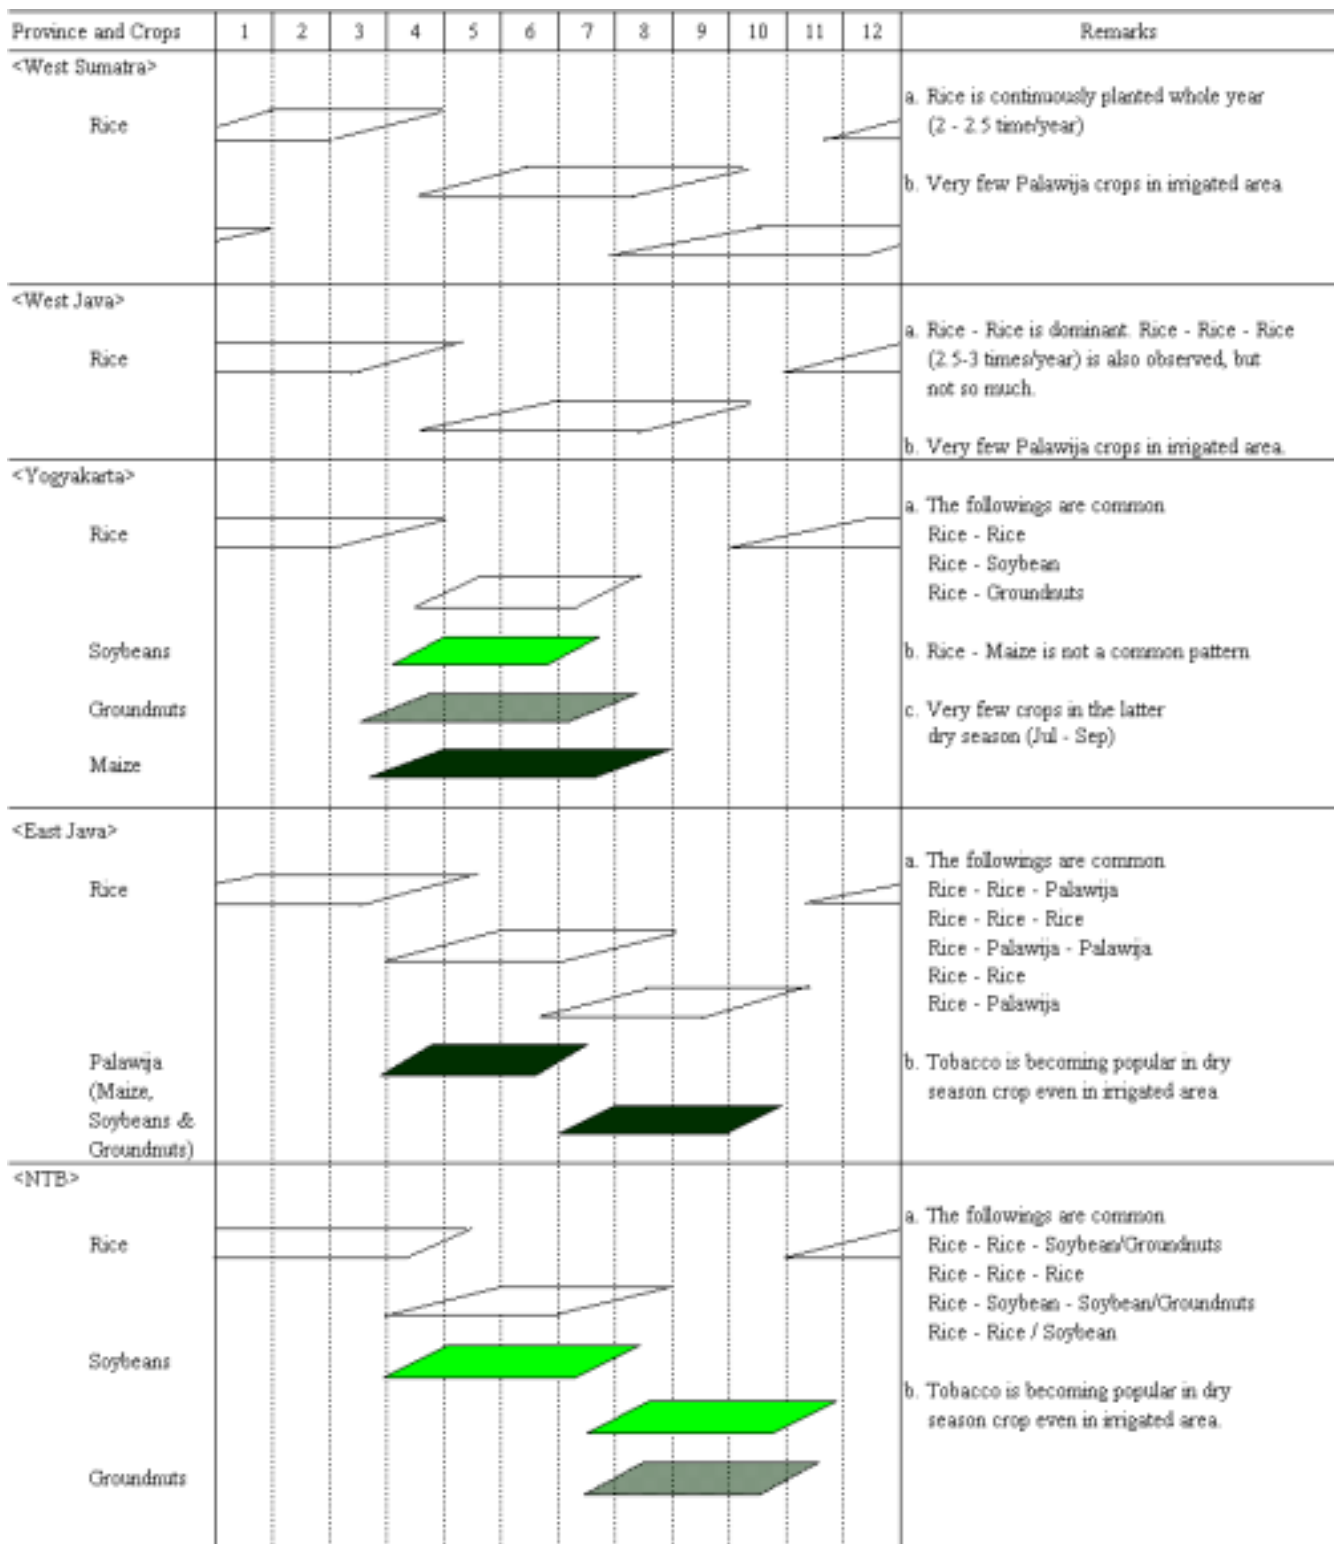 Province and Crops 1 2 3 4 5 6 7 8 9 10 11 12 Remarks
<West Sumatra>
Rice
a. Rice is continuously planted whole year
(2 - 2.5 time/year)
b. Very few Palawija crops in irrigated area
<West Java>
Rice
a. Rice - Rice is dominant. Rice - Rice - Rice
(2.5-3 times/year) is also observed, but
not so much.
b. Very few Palawija crops in irrigated area.
<Yogyakarta>
Rice
a. The followings are common
Rice - Rice
Rice - Soybean
Rice - Groundnuts
Soybeans
b. Rice - Maize is not a common pattern
Groundnuts
c. Very few crops in the latter
dry season (Jul - Sep)
Maize
<East Java>
Rice
a. The followings are common
Rice - Rice - Palawija
Rice - Rice - Rice
Rice - Palawija - Palawija
Rice - Rice
Rice - Palawija
Palawija
(Maize,
Soybeans &
Groundnuts)
b. Tobacco is becoming popular in dry
season crop even in irrigated area
<NTB>
Rice
a. The followings are common
Rice - Rice - Soybean/Groundnuts
Rice - Rice - Rice
Rice - Soybean - Soybean/Groundnuts
Rice - Rice / Soybean
Soybeans
b. Tobacco is becoming popular in dry
season crop even in irrigated area.
Groundnuts